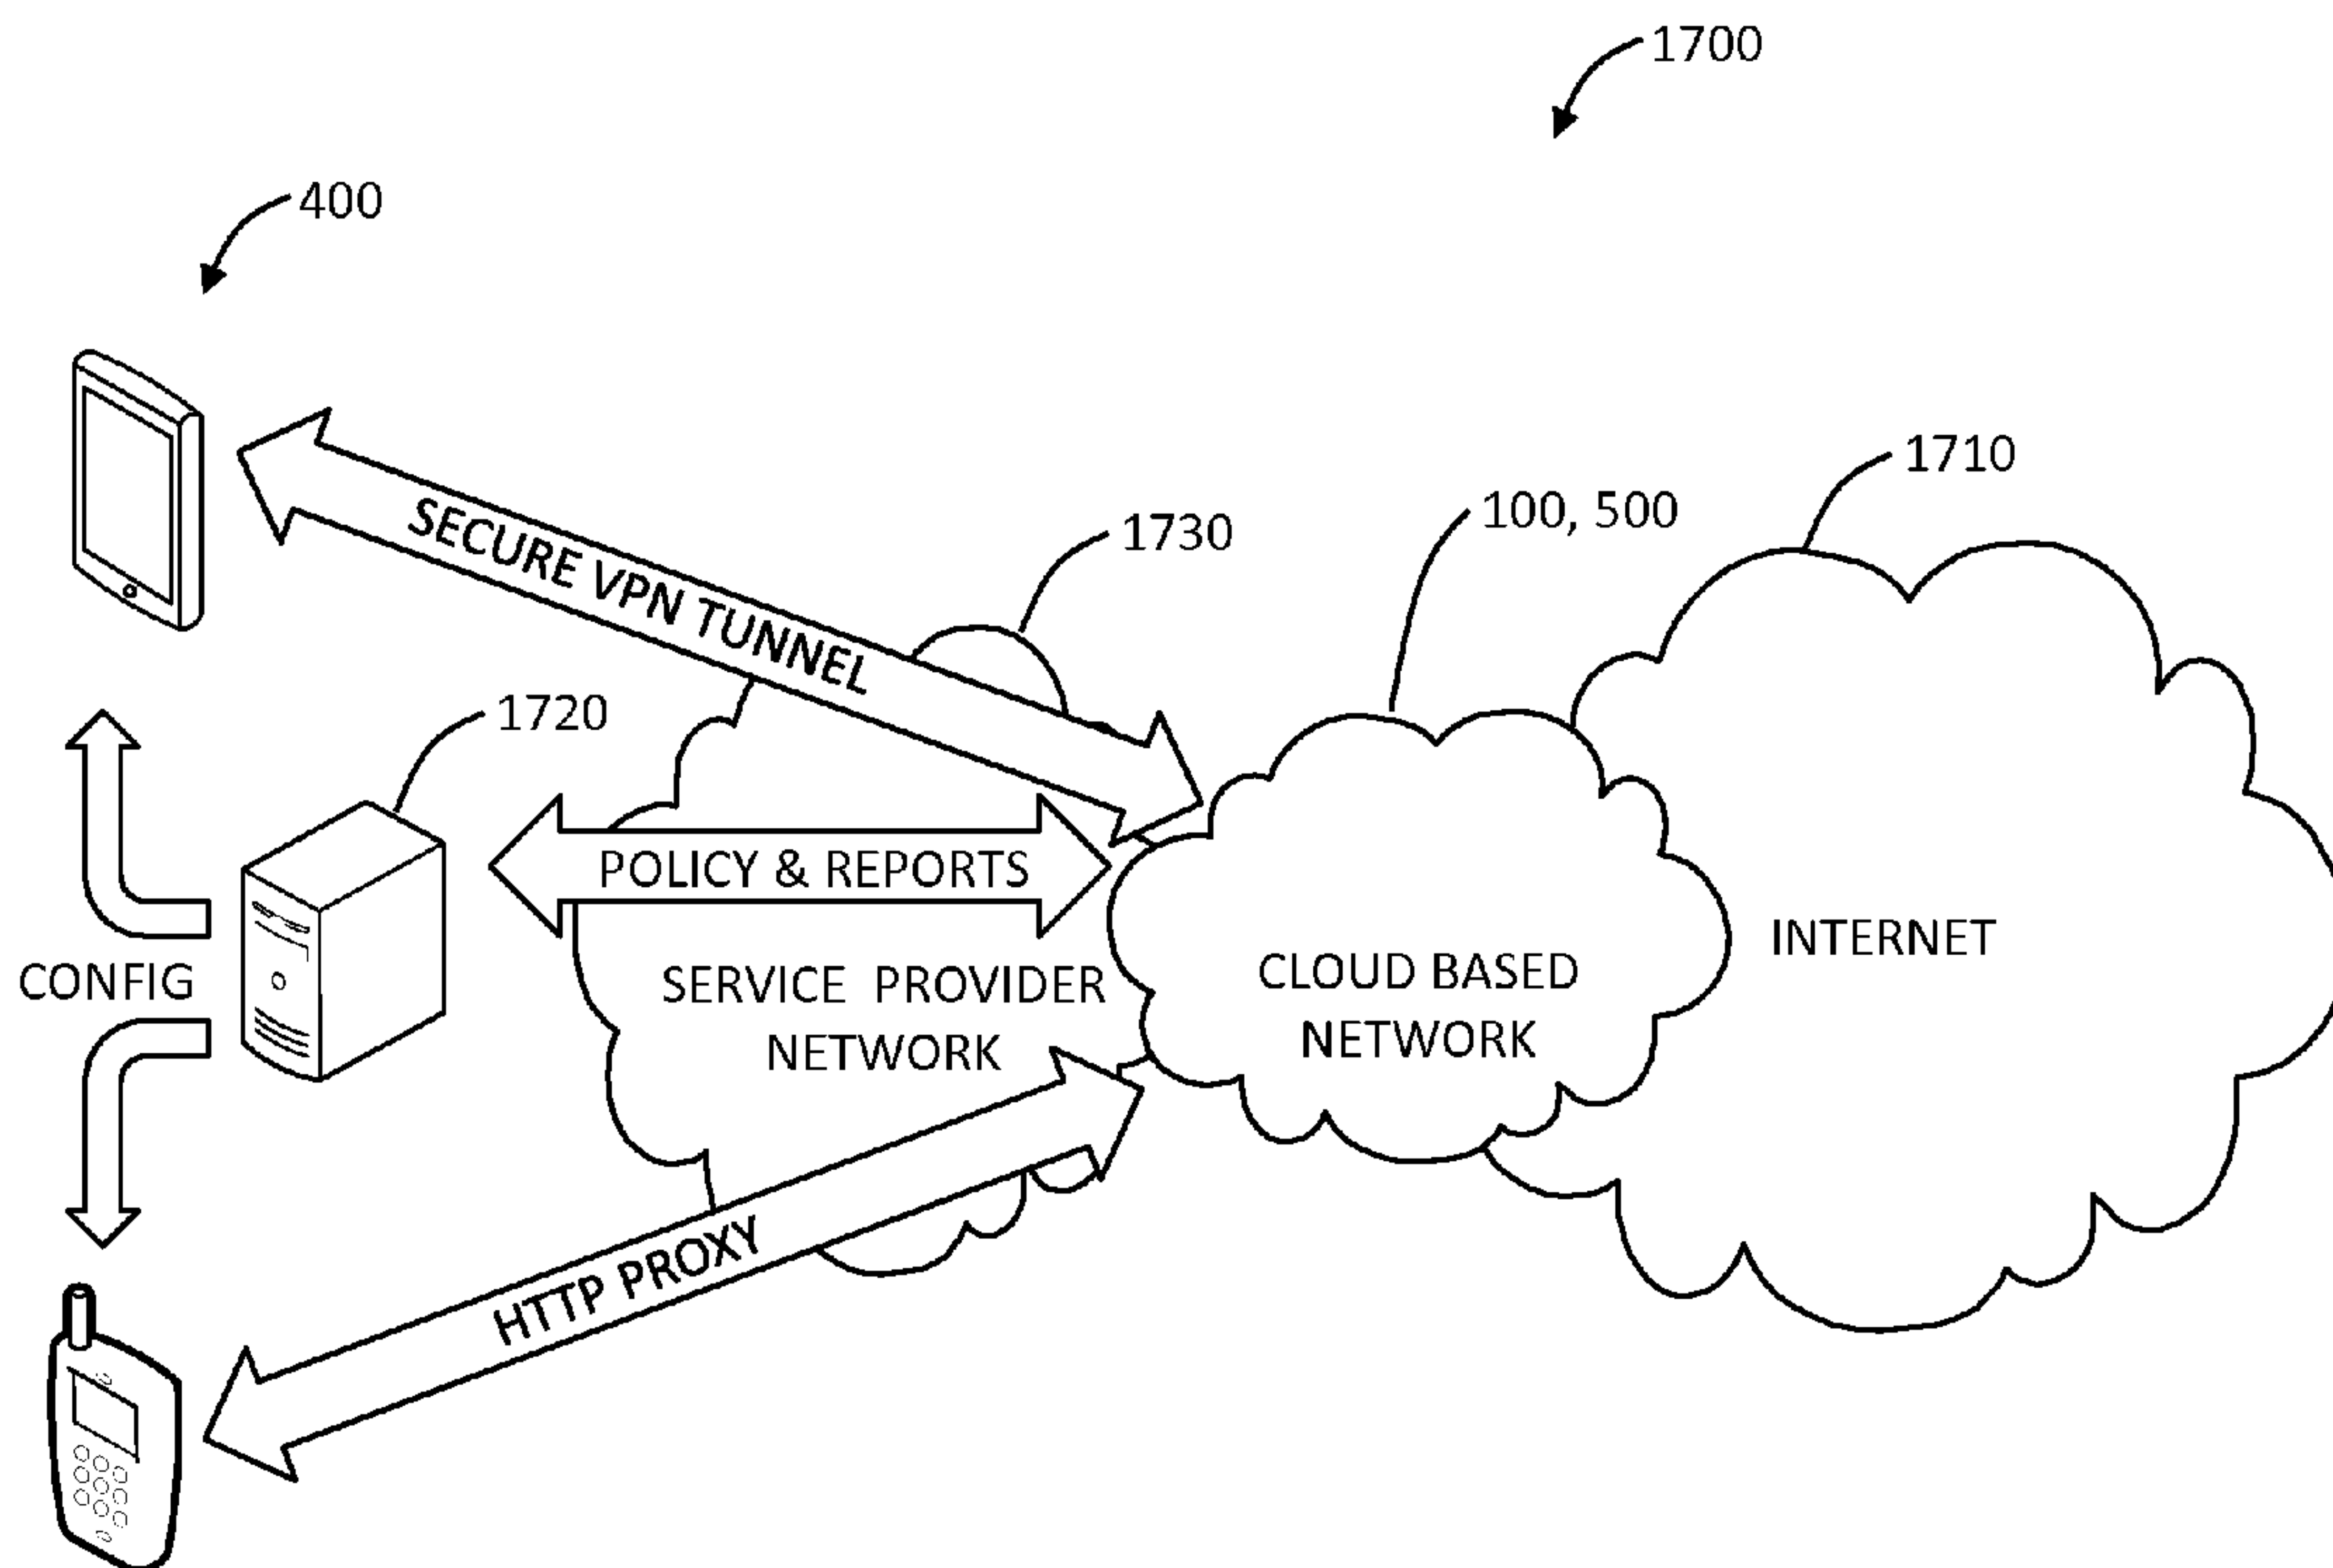 1700
400
1710
100, 500
1730
SECURE VPN TUNNEL
1720
POLICY & REPORTS
INTERNET
CONFIG
SERVICE PROVIDER
NETWORK
CLOUD BASED
NETWORK
HTTP PROXY